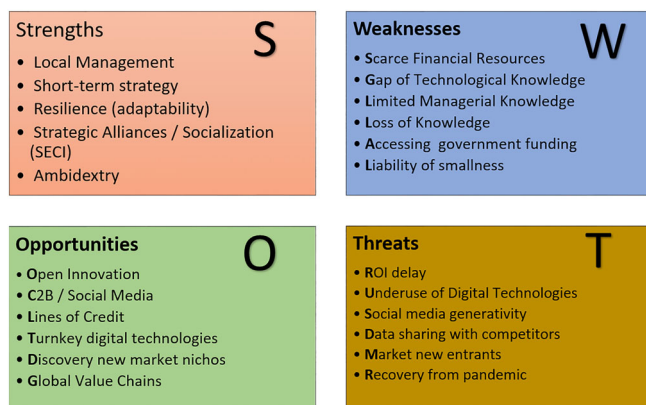 Strengths
S
• Local Management
• Short-term strategy
• Resilience (adaptability)
• Strategic Alliances / Socialization
(SECI)
• Ambidextry
Weaknesses
W
• Scarce Financial Resources
• Gap of Technological Knowledge
• Limited Managerial Knowledge
• Loss of Knowledge
• Accessing government funding
• Liability of smallness
Opportunities
O
• Open Innovation
• C2B / Social Media
• Lines of Credit
• Turnkey digital technologies
• Discovery new market nichos
• Global Value Chains
Threats
T
• ROI delay
• Underuse of Digital Technologies
• Social media generativity
• Data sharing with competitors
• Market new entrants
• Recovery from pandemic